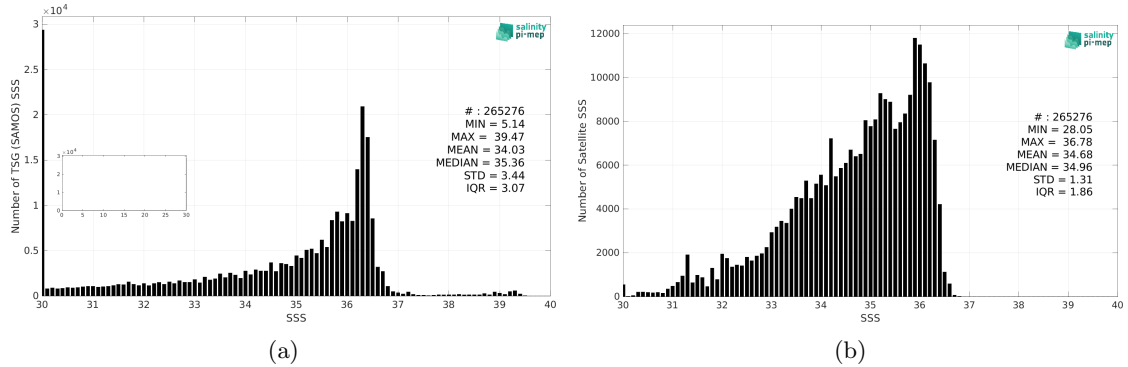 ×10^4
3
2.5
2
1.5
1
0.5
0
Number of TSG (SAMOS) SSS
30 31 32 33 34 35 36 37 38 39 40
SSS
salinity
pi-mep
# : 265276
MIN = 5.14
MAX = 39.47
MEAN = 34.03
MEDIAN = 35.36
STD = 3.44
IQR = 3.07
×10^4
3
2
1
0
0 5 10 15 20 25 30
(a)
12000
10000
8000
6000
4000
2000
0
Number of Satellite SSS
30 31 32 33 34 35 36 37 38 39 40
SSS
salinity
pi-mep
# : 265276
MIN = 28.05
MAX = 36.78
MEAN = 34.68
MEDIAN = 34.96
STD = 1.31
IQR = 1.86
(b)